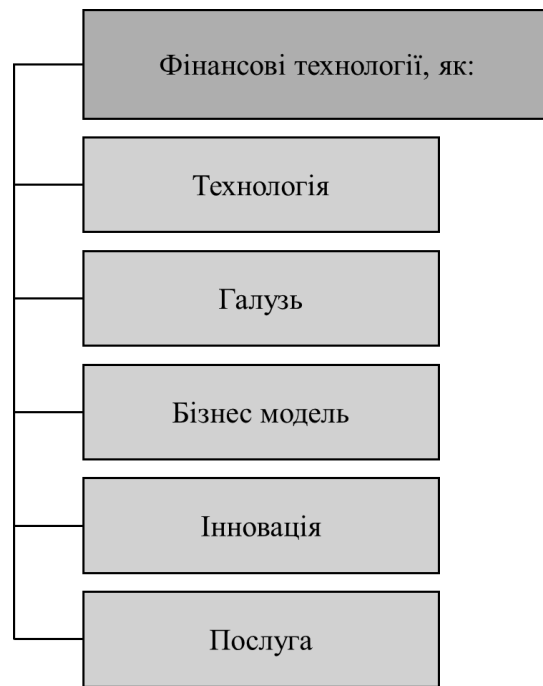 Фінансові технології, як:
Технологія
Галузь
Бізнес модель
Інновація
Послуга